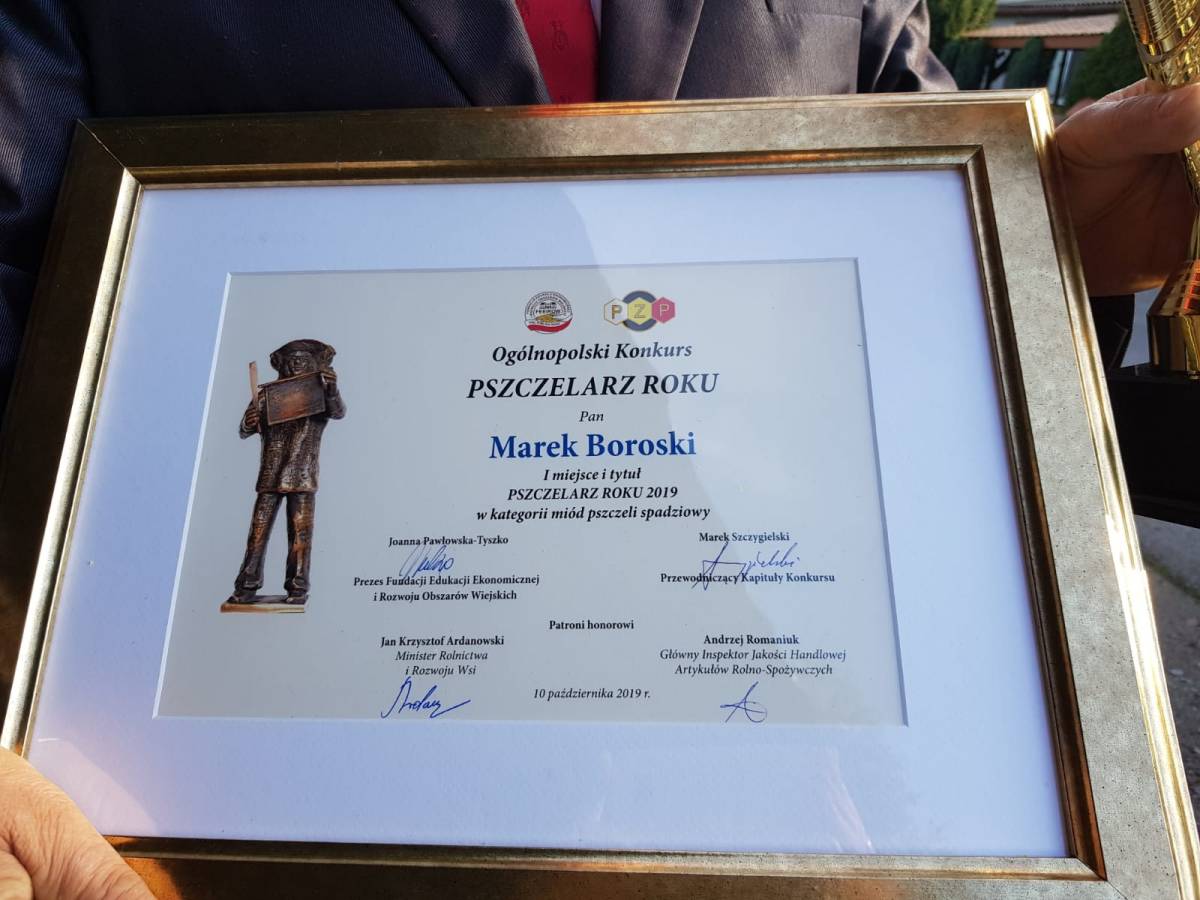 PZP
Ogólnopolski Konkurs
PSZCZELARZ ROKU
Pan
Marek Boroski
I miejsce i tytuł
PSZCZELARZ ROKU 2019
w kategorii miód pszczeli spadziowy
Joanna Pawłowska-Tyszko
Prezes Fundacji Edukacji Ekonomicznej
i Rozwoju Obszarów Wiejskich
Marek Szczygielski
Przewodniczący Kapituły Konkursu
Patroni honorowi
Jan Krzysztof Ardanowski
Minister Rolnictwa
i Rozwoju Wsi
Andrzej Romaniuk
Główny Inspektor Jakości Handlowej
Artykułów Rolno-Spożywczych
10 października 2019 r.